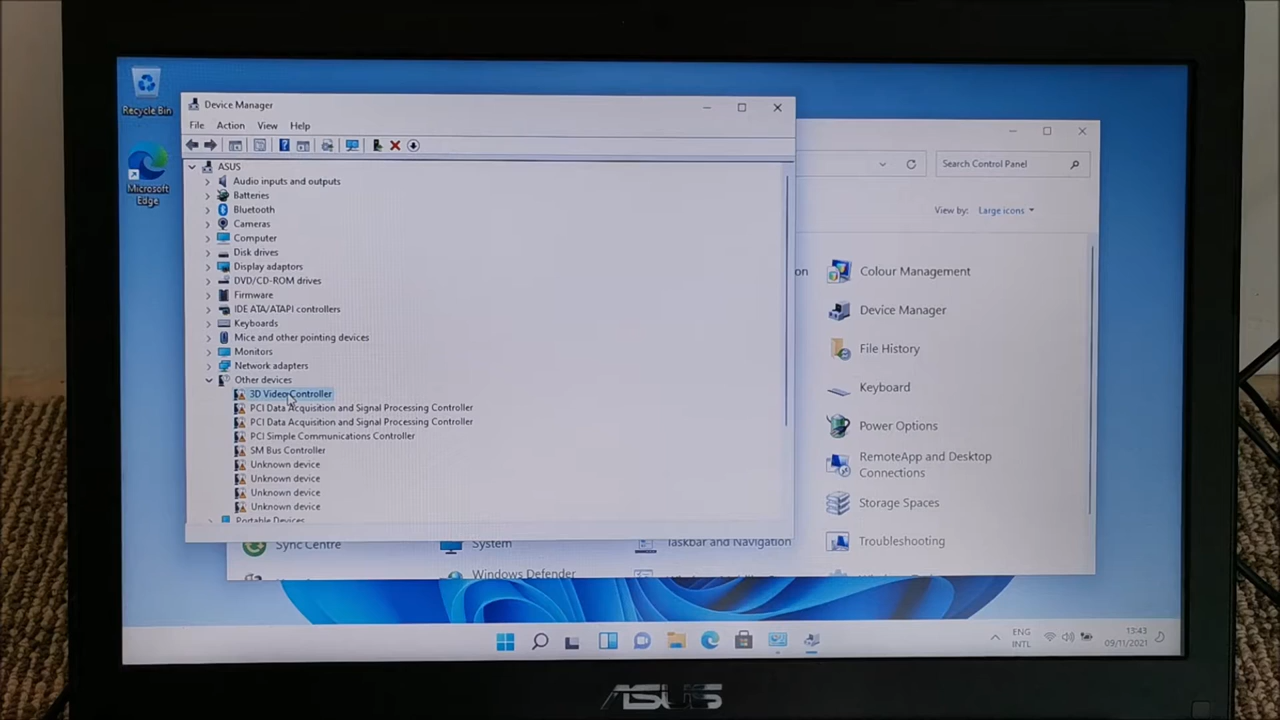 Recycle Bin
Microsoft
Edge
Device Manager
File Action View Help
ASUS
Audio inputs and outputs
Batteries
Bluetooth
Cameras
Computer
Disk drives
Display adaptors
DVD/CD-ROM drives
Firmware
IDE ATA/ATAPI controllers
Keyboards
Mice and other pointing devices
Monitors
Network adapters
Other devices
3D Video Controller
PCI Data Acquisition and Signal Processing Controller
PCI Data Acquisition and Signal Processing Controller
PCI Simple Communications Controller
SM Bus Controller
Unknown device
Unknown device
Unknown device
Unknown device
Portable Devices
Search Control Panel
View by: Large icons
on
Colour Management
Device Manager
File History
Keyboard
Power Options
RemoteApp and Desktop
Connections
Storage Spaces
Troubleshooting
Sync Centre
System
Taskbar and Navigation
Windows Defender
ENG
INTL
13:43
09/11/2021
ASUS